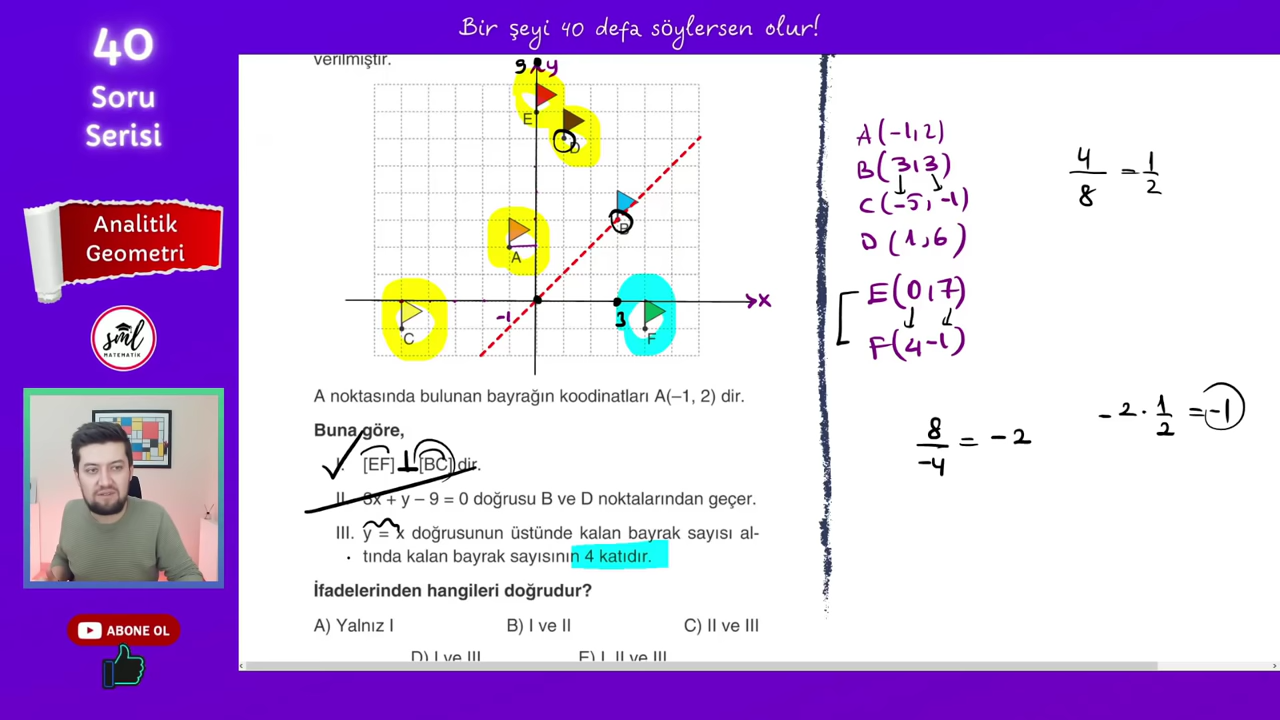 Bir şeyi 40 defa söylersen olur!
40
Soru
Serisi
Analitik
Geometri
sml
MATEMATİK
ABONE OL
verilmiştir.
9 y
E
D
B
A
x
-1
3
C
F
A noktasında bulunan bayrağın koodinatları A(–1, 2) dir.
Buna göre,
I. [EF] ⊥ [BC] dir.
II. 3x + y – 9 = 0 doğrusu B ve D noktalarından geçer.
III. y = x doğrusunun üstünde kalan bayrak sayısı al-
tında kalan bayrak sayısının 4 katıdır.
İfadelerinden hangileri doğrudur?
A) Yalnız I B) I ve II C) II ve III
D) I ve III E) I, II ve III
A(-1,2)
B(3,3)
C(-5,-1)
D(1,6)
E(0,7)
F(4-1)
4/8 = 1/2
8/-4 = -2
-2 · 1/2 = -1